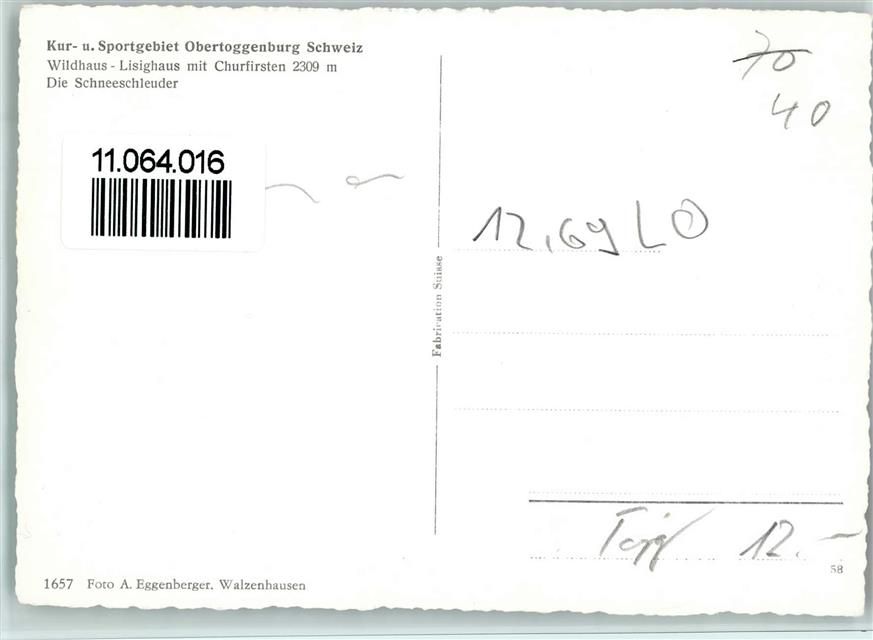 Kur- u. Sportgebiet Obertoggenburg Schweiz
Wildhaus - Lisighaus mit Churfirsten 2309 m
Die Schneeschleuder
11.064.016
70
40
12,69 LO
Fabrication Suisse
Togg 12.-
58
1657 Foto A. Eggenberger, Walzenhausen